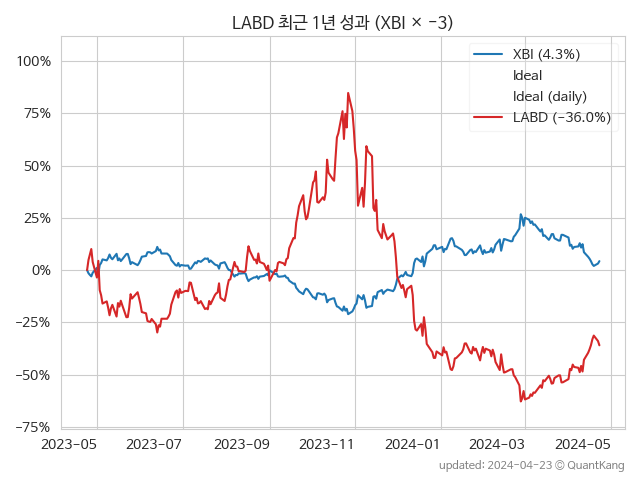 LABD 최근 1년 성과 (XBI × -3)
100%
75%
50%
25%
0%
−25%
−50%
−75%
XBI (4.3%)
Ideal
Ideal (daily)
LABD (-36.0%)
2023-05 2023-07 2023-09 2023-11 2024-01 2024-03 2024-05
updated: 2024-04-23 © QuantKang